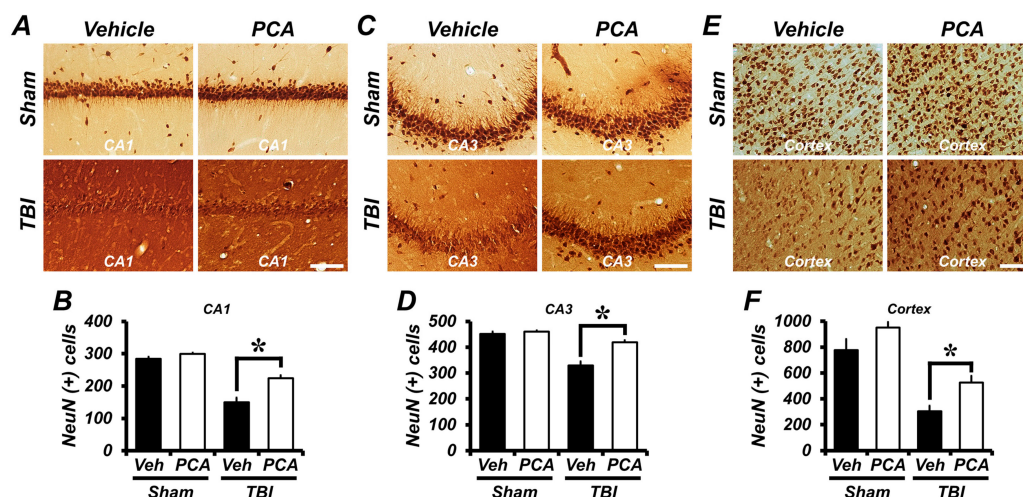 A Vehicle PCA
Sham
CA1 CA1
TBI
CA1 CA1
C Vehicle PCA
Sham
CA3 CA3
TBI
CA3 CA3
E Vehicle PCA
Sham
Cortex Cortex
TBI
Cortex Cortex
B CA1
NeuN (+) cells
400
300
200
100
0
*
Veh PCA Veh PCA
Sham TBI
D CA3
NeuN (+) cells
500
400
300
200
100
0
*
Veh PCA Veh PCA
Sham TBI
F Cortex
NeuN (+) cells
1000
800
600
400
200
0
*
Veh PCA Veh PCA
Sham TBI